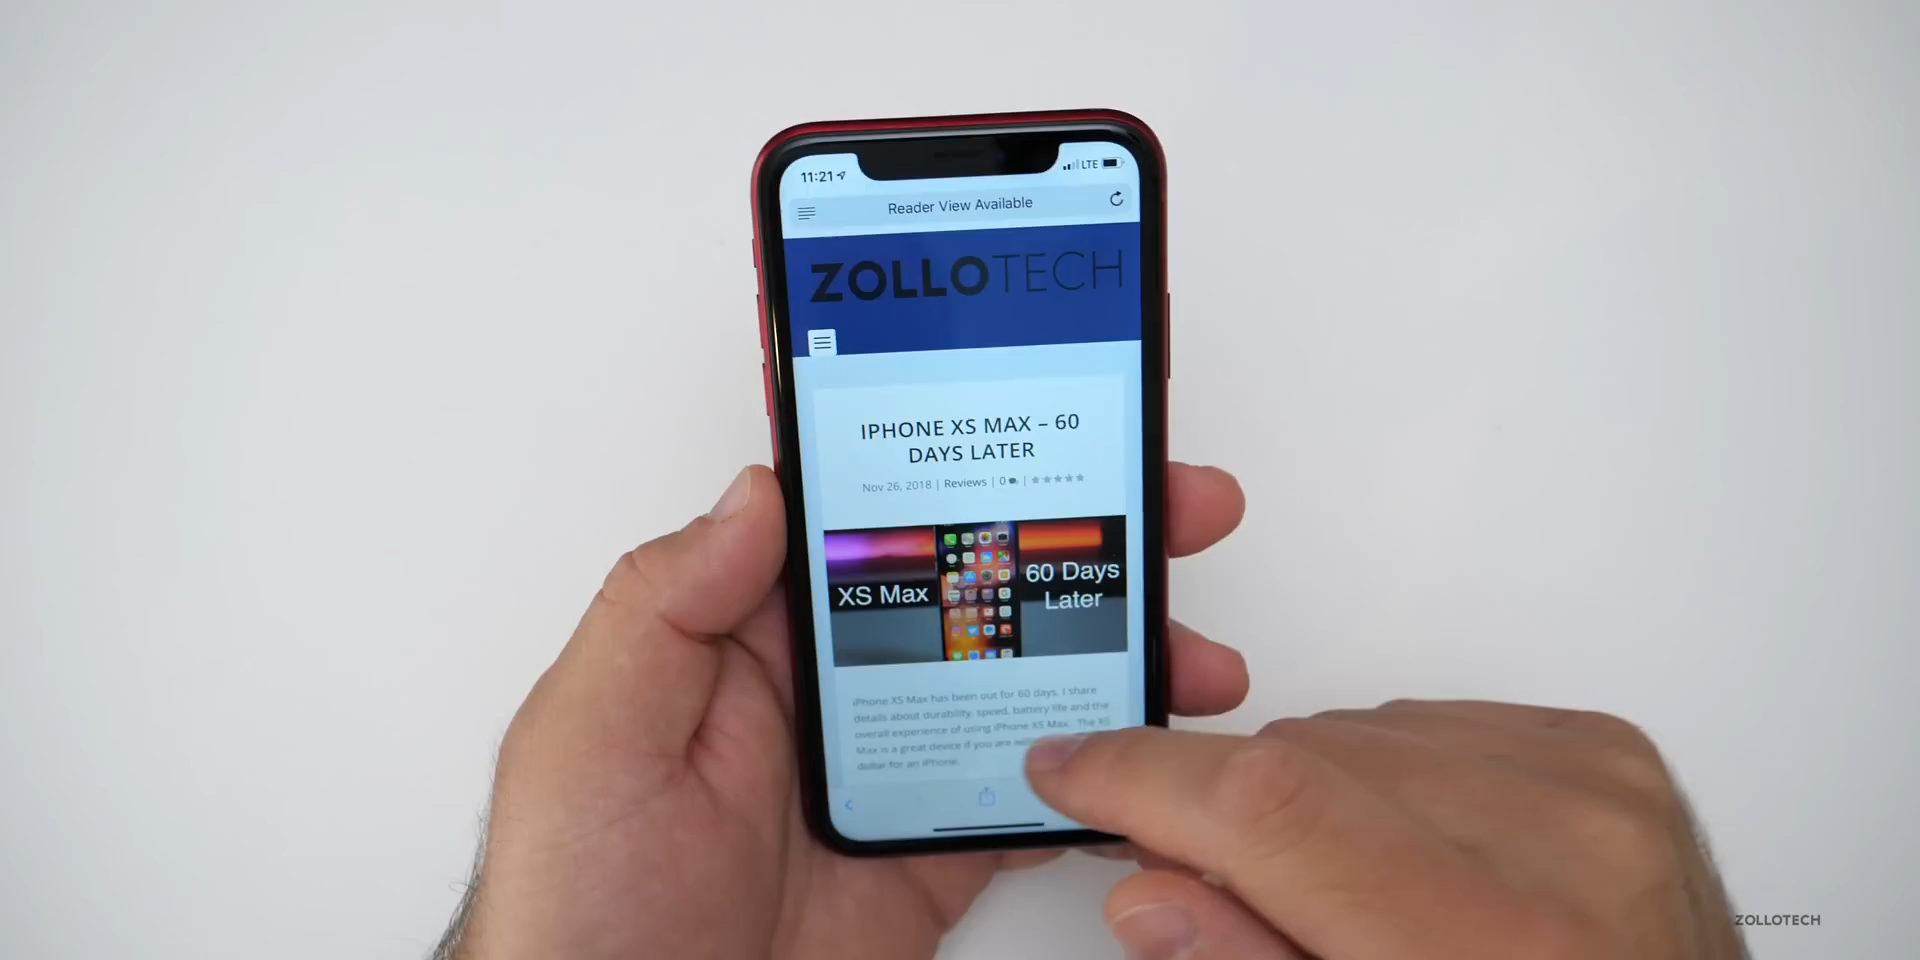 11:21
LTE
Reader View Available
ZOLLOTECH
IPHONE XS MAX – 60
DAYS LATER
Nov 26, 2018 | Reviews | 0 |
XS Max
60 Days
Later
iPhone XS Max has been out for 60 days. I share
details about durability, speed, battery life and the
overall experience of using iPhone XS Max. The XS
Max is a great device if you are
dollar for an iPhone.
ZOLLOTECH